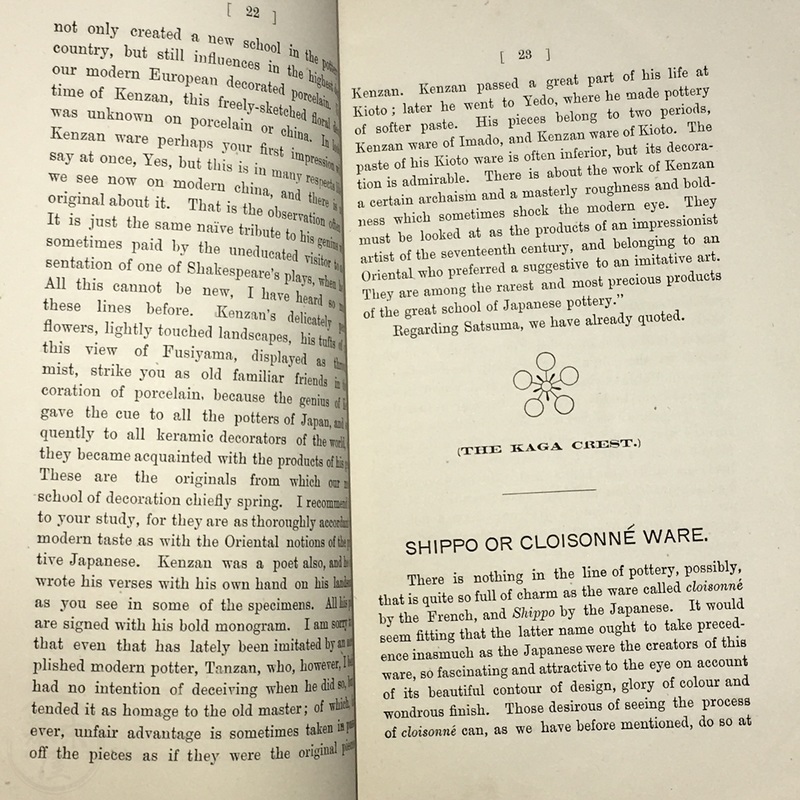 [ 22 ]
not only created a new school in the
country, but still influences in the highest
our modern European decorated porcelain.
time of Kenzan, this freely-sketched floral
was unknown on porcelain or china. In
Kenzan ware perhaps your first impression
say at once, Yes, but this is in many respects
we see now on modern china, and there is
original about it. That is the observation
It is just the same naïve tribute to his genius
sometimes paid by the uneducated visitor
sentation of one of Shakespeare's plays, when
All this cannot be new, I have heard so
these lines before. Kenzan's delicately
flowers, lightly touched landscapes, his tufts of
this view of Fusiyama, displayed as
mist, strike you as old familiar friends in
coration of porcelain, because the genius of
gave the cue to all the potters of Japan, and
quently to all keramic decorators of the world,
they became acquainted with the products of his
These are the originals from which our
school of decoration chiefly spring. I recommend
to your study, for they are as thoroughly
modern taste as with the Oriental notions of the
tive Japanese. Kenzan was a poet also, and he
wrote his verses with his own hand on his
as you see in some of the specimens. All his
are signed with his bold monogram. I am sorry
that even that has lately been imitated by an
plished modern potter, Tanzan, who, however, I
had no intention of deceiving when he did so,
tended it as homage to the old master; of which,
ever, unfair advantage is sometimes taken in
off the pieces as if they were the original
[ 23 ]
Kenzan. Kenzan passed a great part of his life at
Kioto; later he went to Yedo, where he made pottery
of softer paste. His pieces belong to two periods,
Kenzan ware of Imado, and Kenzan ware of Kioto. The
paste of his Kioto ware is often inferior, but its decora-
tion is admirable. There is about the work of Kenzan
a certain archaism and a masterly roughness and bold-
ness which sometimes shock the modern eye. They
must be looked at as the products of an impressionist
artist of the seventeenth century, and belonging to an
Oriental who preferred a suggestive to an imitative art.
They are among the rarest and most precious products
of the great school of Japanese pottery."
Regarding Satsuma, we have already quoted.
(THE KAGA CREST.)
SHIPPO OR CLOISONNÉ WARE.
There is nothing in the line of pottery, possibly,
that is quite so full of charm as the ware called cloisonné
by the French, and Shippo by the Japanese. It would
seem fitting that the latter name ought to take preced-
ence inasmuch as the Japanese were the creators of this
ware, so fascinating and attractive to the eye on account
of its beautiful contour of design, glory of colour and
wondrous finish. Those desirous of seeing the process
of cloisonné can, as we have before mentioned, do so at